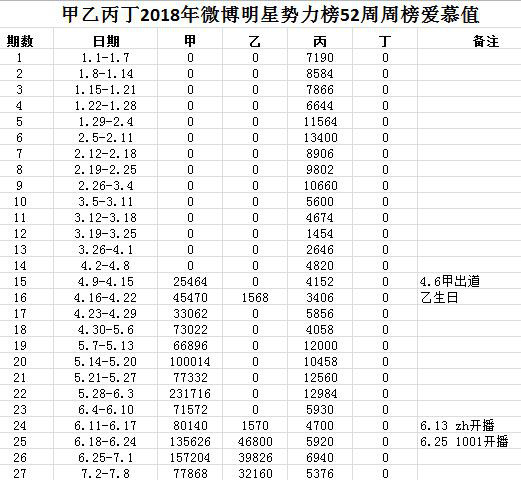 甲乙丙丁2018年微博明星势力榜52周周榜爱慕值
期数 日期 甲 乙 丙 丁 备注
1 1.1-1.7 0 0 7190 0
2 1.8-1.14 0 0 8584 0
3 1.15-1.21 0 0 7866 0
4 1.22-1.28 0 0 6644 0
5 1.29-2.4 0 0 11564 0
6 2.5-2.11 0 0 13400 0
7 2.12-2.18 0 0 8906 0
8 2.19-2.25 0 0 9802 0
9 2.26-3.4 0 0 10660 0
10 3.5-3.11 0 0 5600 0
11 3.12-3.18 0 0 4674 0
12 3.19-3.25 0 0 1454 0
13 3.26-4.1 0 0 2646 0
14 4.2-4.8 0 0 4820 0
15 4.9-4.15 25464 0 4152 0 4.6甲出道
16 4.16-4.22 45470 1568 3406 0 乙生日
17 4.23-4.29 33062 0 5856 0
18 4.30-5.6 73022 0 4058 0
19 5.7-5.13 66896 0 12000 0
20 5.14-5.20 100014 0 10458 0
21 5.21-5.27 77332 0 12560 0
22 5.28-6.3 231716 0 12984 0
23 6.4-6.10 71572 0 5930 0
24 6.11-6.17 80140 1570 4700 0 6.13 zh开播
25 6.18-6.24 135626 46800 5920 0 6.25 1001开播
26 6.25-7.1 157204 39826 6940 0
27 7.2-7.8 77868 32160 5376 0